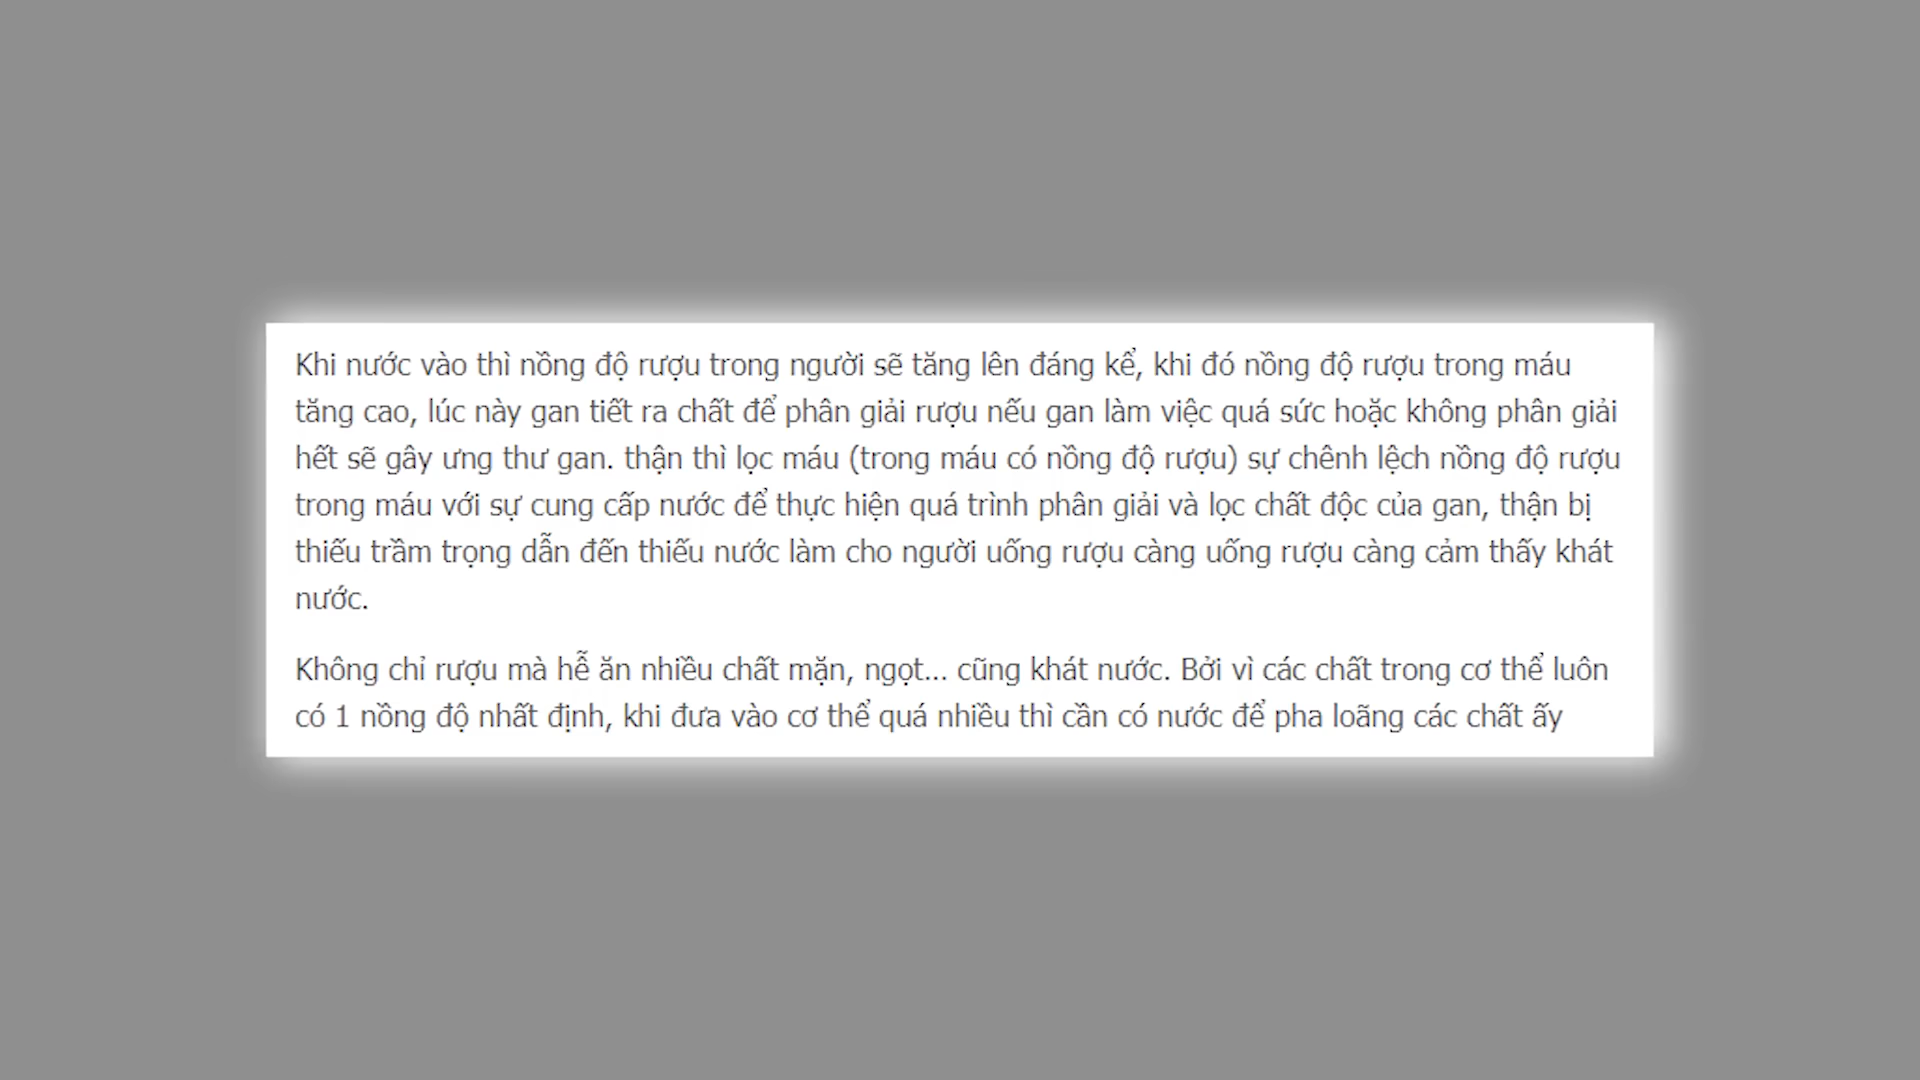 Khi nước vào thì nồng độ rượu trong người sẽ tăng lên đáng kể, khi đó nồng độ rượu trong máu
tăng cao, lúc này gan tiết ra chất để phân giải rượu nếu gan làm việc quá sức hoặc không phân giải
hết sẽ gây ưng thư gan. thận thì lọc máu (trong máu có nồng độ rượu) sự chênh lệch nồng độ rượu
trong máu với sự cung cấp nước để thực hiện quá trình phân giải và lọc chất độc của gan, thận bị
thiếu trầm trọng dẫn đến thiếu nước làm cho người uống rượu càng uống rượu càng cảm thấy khát
nước.
Không chỉ rượu mà hễ ăn nhiều chất mặn, ngọt... cũng khát nước. Bởi vì các chất trong cơ thể luôn
có 1 nồng độ nhất định, khi đưa vào cơ thể quá nhiều thì cần có nước để pha loãng các chất ấy